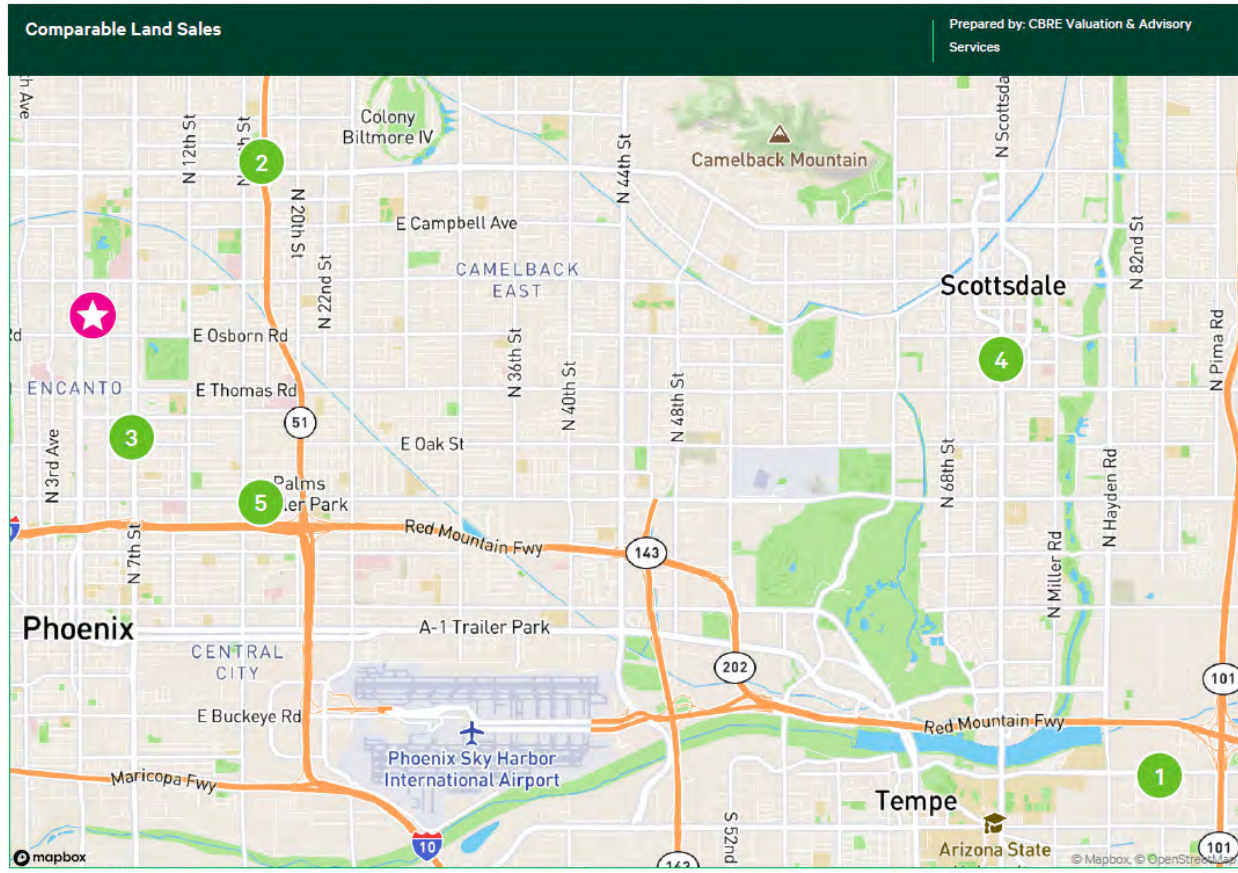 Comparable Land Sales
Prepared by: CBRE Valuation & Advisory
Services
th Ave
N 12th St
2
Colony
Biltmore IV
N 44th St
Camelback Mountain
N Scottsda
N 20th St
E Campbell Ave
N 22nd St
CAMELBACK
EAST
Scottsdale
N 82nd St
Rd
E Osborn Rd
N Pima Rd
ENCANTO
E Thomas Rd
N 36th St
N 40th St
N 48th St
4
51
3
N 3rd Ave
E Oak St
N 68th St
N Hayden Rd
5
Palms
ler Park
N 7th St
Red Mountain Fwy
143
N Miller Rd
Phoenix
A-1 Trailer Park
CENTRAL
CITY
202
101
E Buckeye Rd
Red Mountain Fwy
Phoenix Sky Harbor
International Airport
Maricopa Fwy
1
Tempe
S 52nd
10
Arizona State
101
mapbox
© Mapbox, © OpenStreetMap